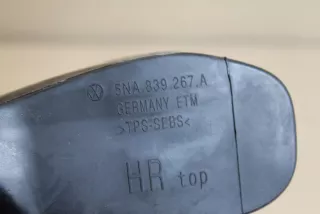 5NA.839.267.A
GERMANY ETM
>TPS-SEBS<
HR top